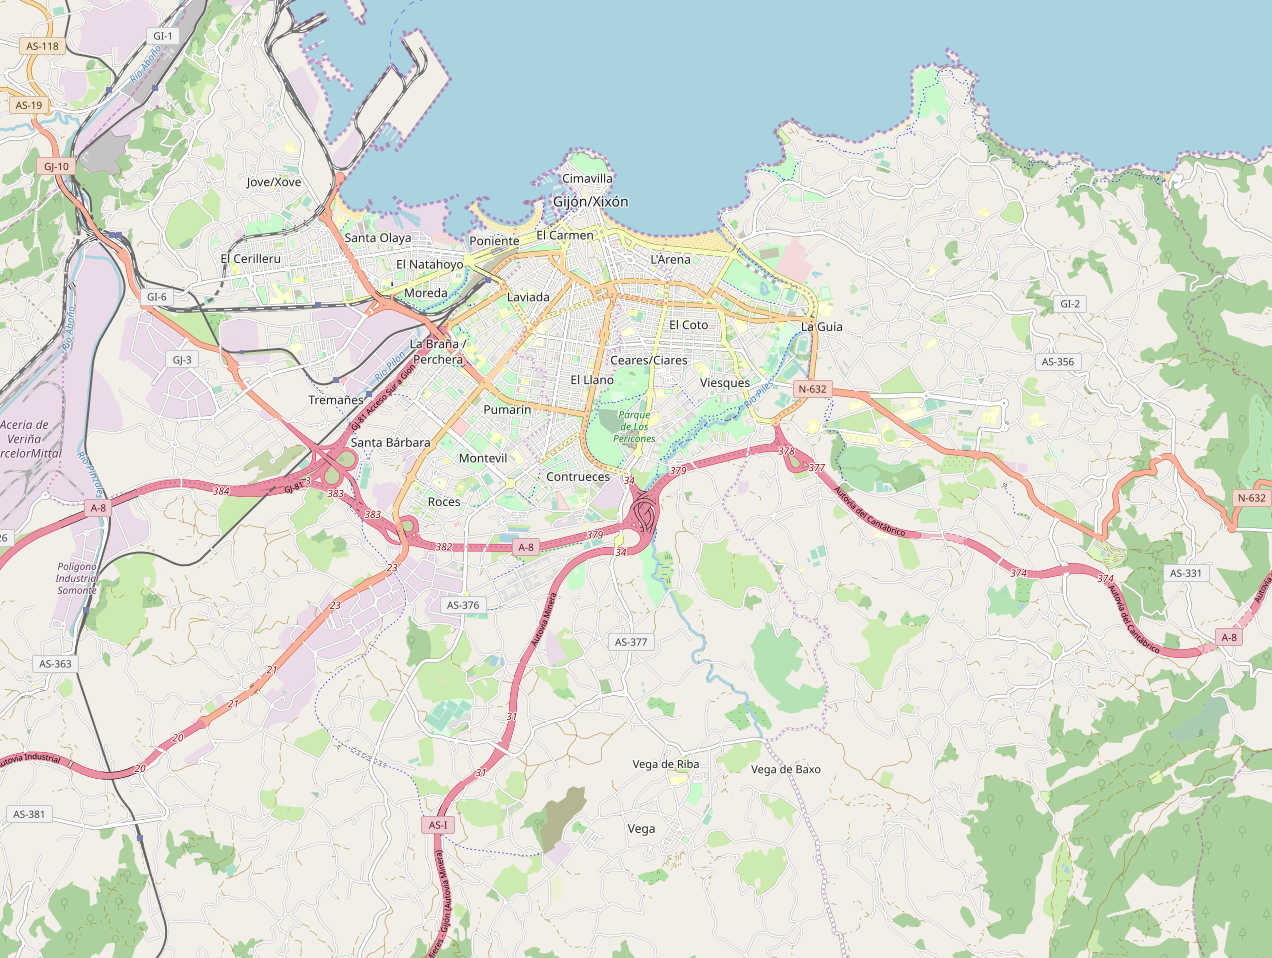 GI-1
AS-118
Río Aboño
AS-19
GJ-10
Jove/Xove
Cimavilla
Gijón/Xixón
Santa Olaya
Poniente
El Carmen
El Cerilleru
El Natahoyo
L'Arena
Moreda
Laviada
GI-6
GI-2
Río Aboño
El Coto
La Guía
La Braña /
Perchera
GJ-3
Río Pilón
Ceares/Ciares
AS-356
El Llano
Viesques
N-632
Río Piles
Tremañes
GJ-81 Acceso Sur a Gijón
Pumarín
Parque
de Los
Pericones
Acería de
Veriña
rcelorMittal
Santa Bárbara
Montevil
378
377
Río Pinzales
379
Contrueces
34
384
GJ-81
3
383
Roces
N-632
Autovía del Cantábrico
A-8
383
379
26
382
A-8
34
23
Polígono
Industrial
Somonte
374
374
AS-331
Autovía
23
AS-376
Autovía Minera
Autovía del Cantábrico
AS-377
A-8
AS-363
21
21
31
20
Vega de Riba
Vega de Baxo
utovía Industrial
20
31
AS-381
AS-I
Vega
Mieres - Gijón (Autovía Minera)